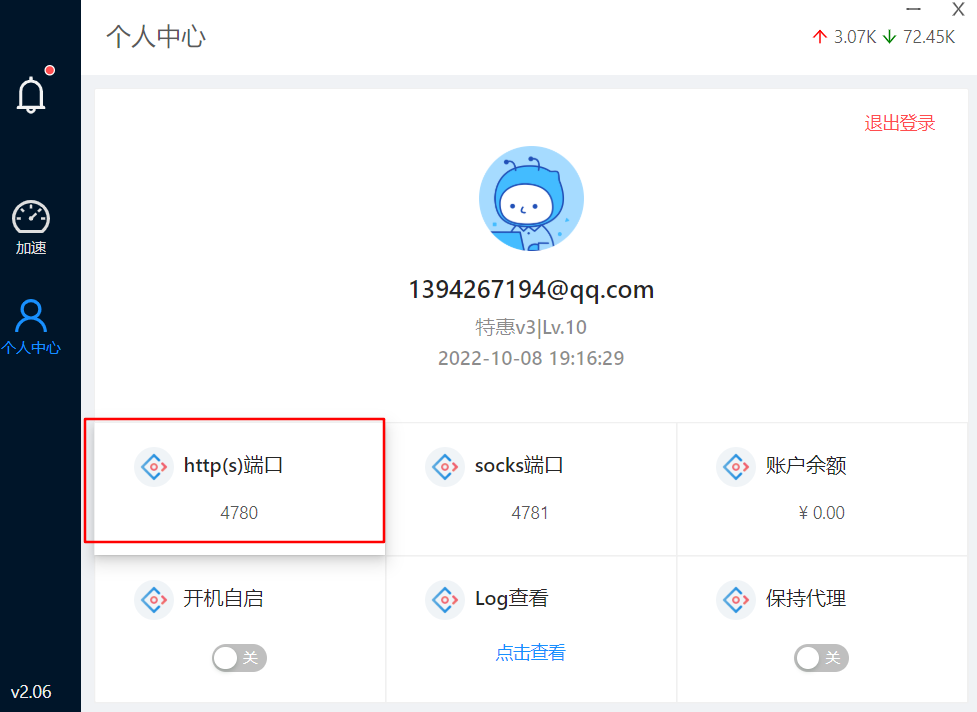 个人中心
↑ 3.07K ↓ 72.45K
退出登录
加速
个人中心
1394267194@qq.com
特惠v3|Lv.10
2022-10-08 19:16:29
http(s)端口
4780
socks端口
4781
账户余额
¥ 0.00
开机自启
关
Log查看
点击查看
保持代理
关
v2.06